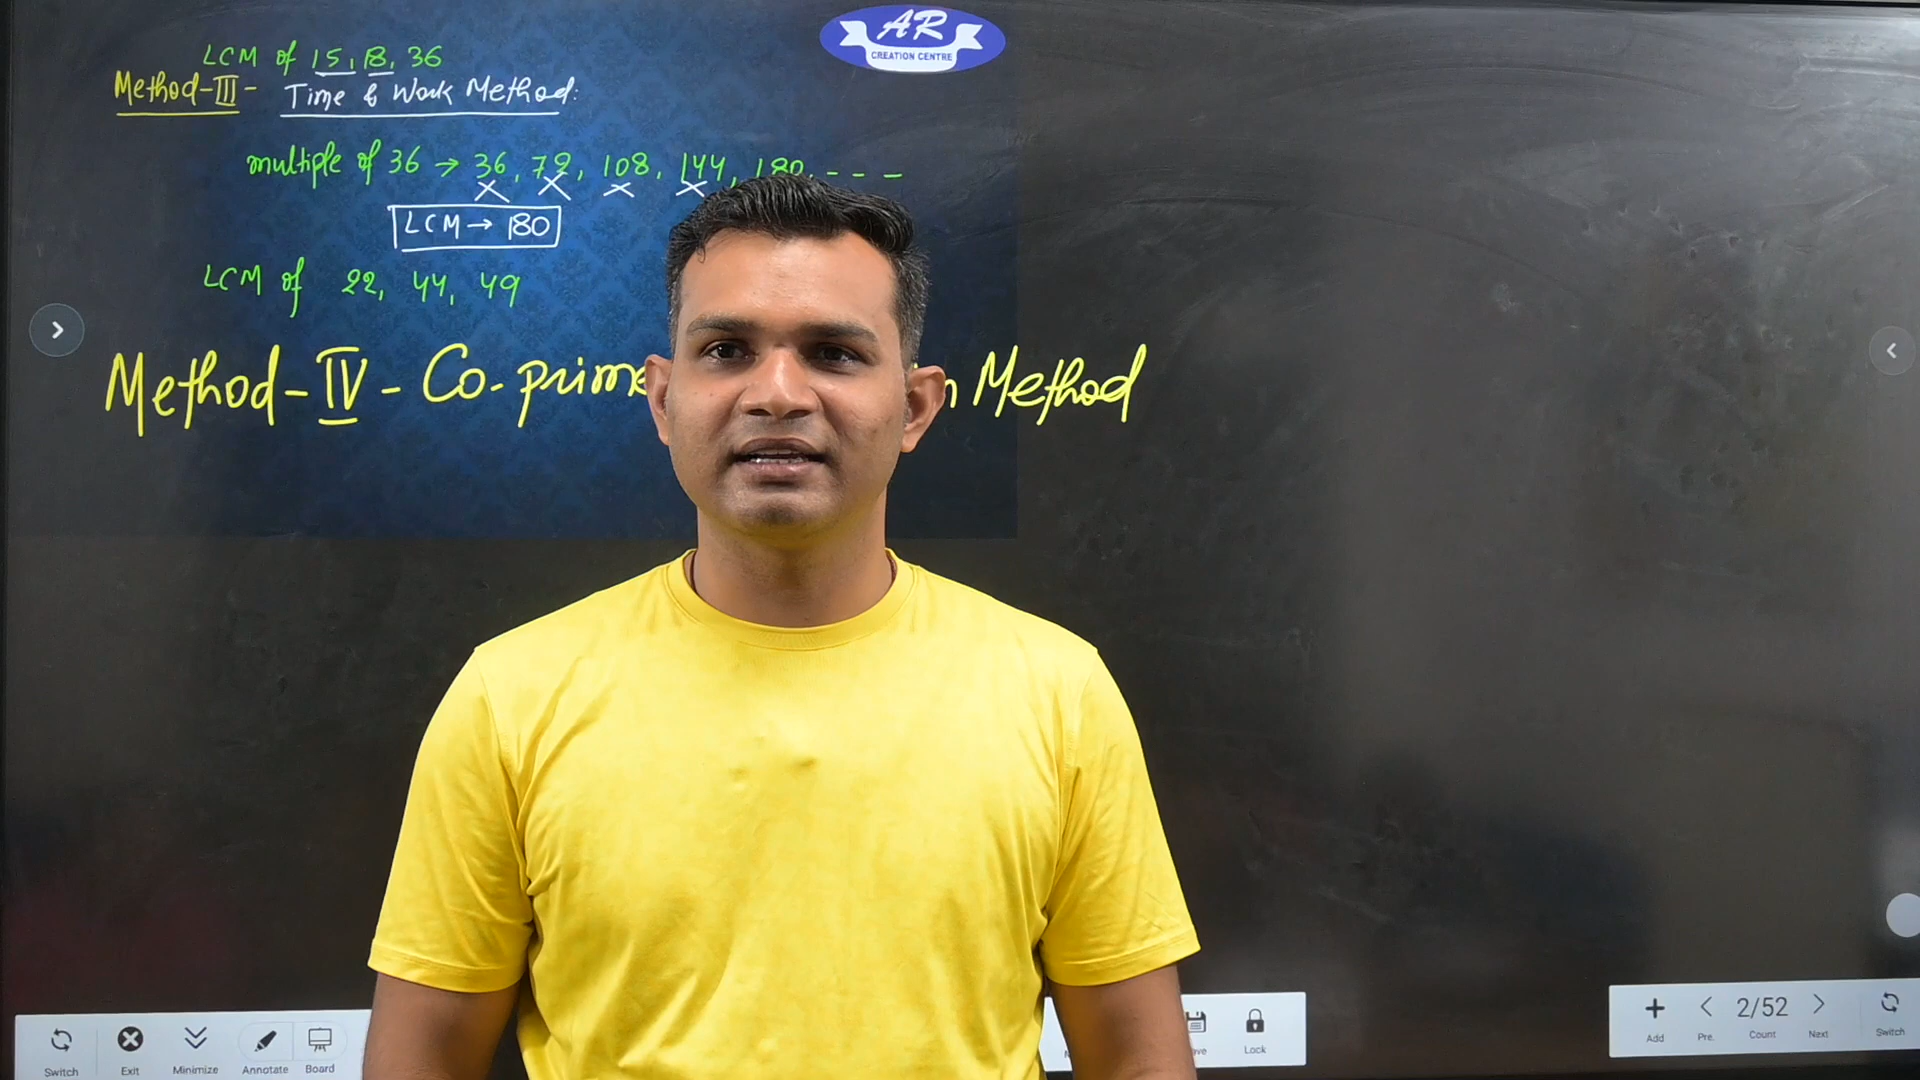 AR
CREATION CENTRE
LCM of 15, 18, 36
Method-III- Time & Work Method:
multiple of 36 → 36, 72, 108, 144, 180, - - -
LCM → 180
LCM of 22, 44, 49
Method-IV - Co-prime Method
Switch
Exit
Minimize
Annotate
Board
Lock
Add
Pre.
2/52
Count
Next
Switch